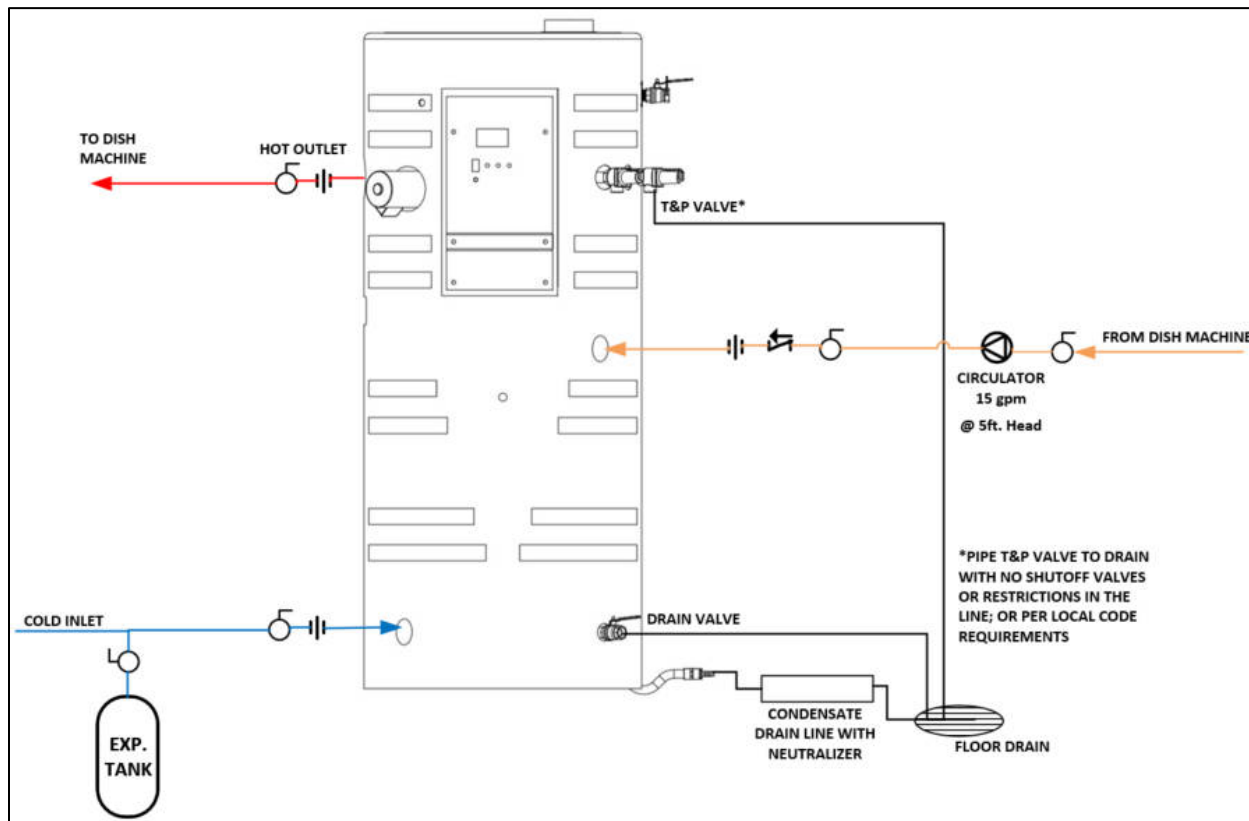 TO DISH
MACHINE
HOT OUTLET
T&P VALVE*
FROM DISH MACHINE
CIRCULATOR
15 gpm
@ 5ft. Head
*PIPE T&P VALVE TO DRAIN
WITH NO SHUTOFF VALVES
OR RESTRICTIONS IN THE
LINE; OR PER LOCAL CODE
REQUIREMENTS
COLD INLET
DRAIN VALVE
EXP.
TANK
CONDENSATE
DRAIN LINE WITH
NEUTRALIZER
FLOOR DRAIN